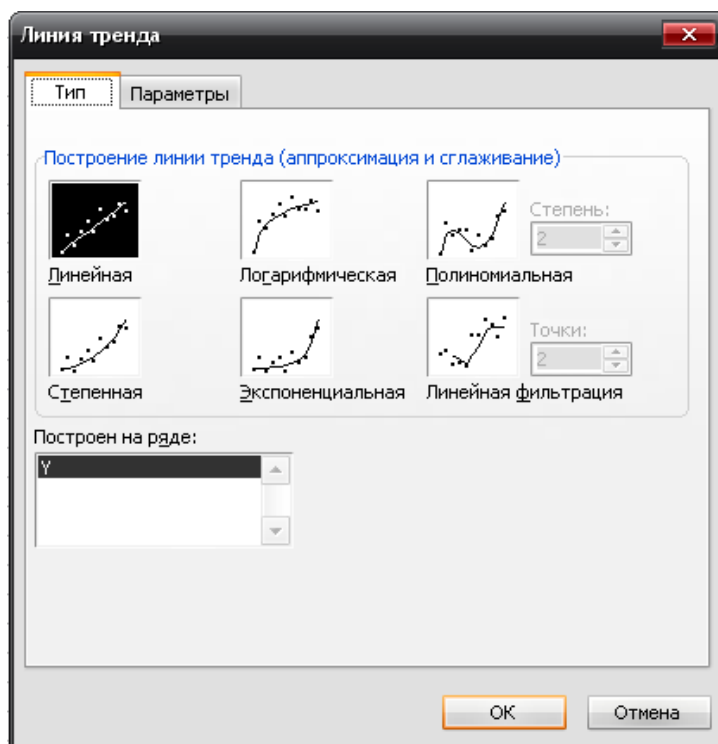 Линия тренда
Тип Параметры
Построение линии тренда (аппроксимация и сглаживание)
Степень:
2
Линейная Логарифмическая Полиномиальная
Точки:
2
Степенная Экспоненциальная Линейная фильтрация
Построен на ряде:
Y
ОК Отмена